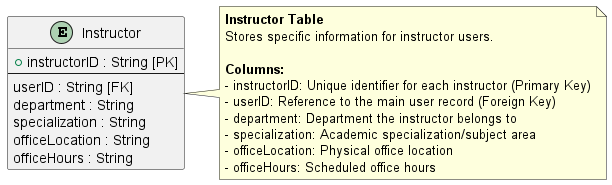 E Instructor
instructorID : String [PK]
userID : String [FK]
department : String
specialization : String
officeLocation : String
officeHours : String
Instructor Table
Stores specific information for instructor users.
Columns:
- instructorID: Unique identifier for each instructor (Primary Key)
- userID: Reference to the main user record (Foreign Key)
- department: Department the instructor belongs to
- specialization: Academic specialization/subject area
- officeLocation: Physical office location
- officeHours: Scheduled office hours